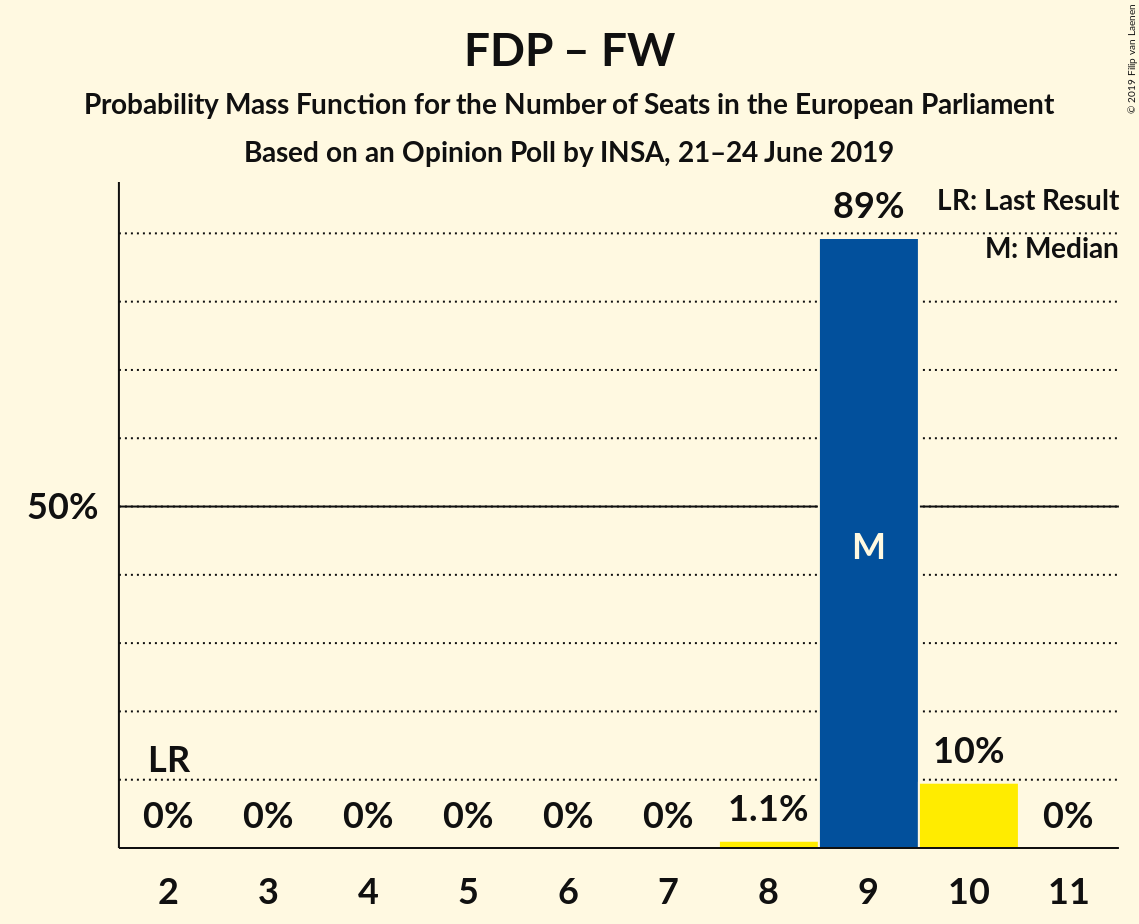 FDP – FW
Probability Mass Function for the Number of Seats in the European Parliament
Based on an Opinion Poll by INSA, 21–24 June 2019
© 2019 Filip van Laenen
LR: Last Result
M: Median
89%
50%
M
LR
0%
0%
0%
0%
0%
0%
1.1%
10%
0%
2 3 4 5 6 7 8 9 10 11